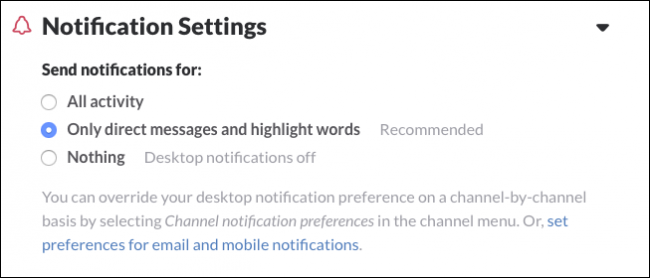 Notification Settings
Send notifications for:
All activity
Only direct messages and highlight words Recommended
Nothing Desktop notifications off
You can override your desktop notification preference on a channel-by-channel
basis by selecting Channel notification preferences in the channel menu. Or, set
preferences for email and mobile notifications.